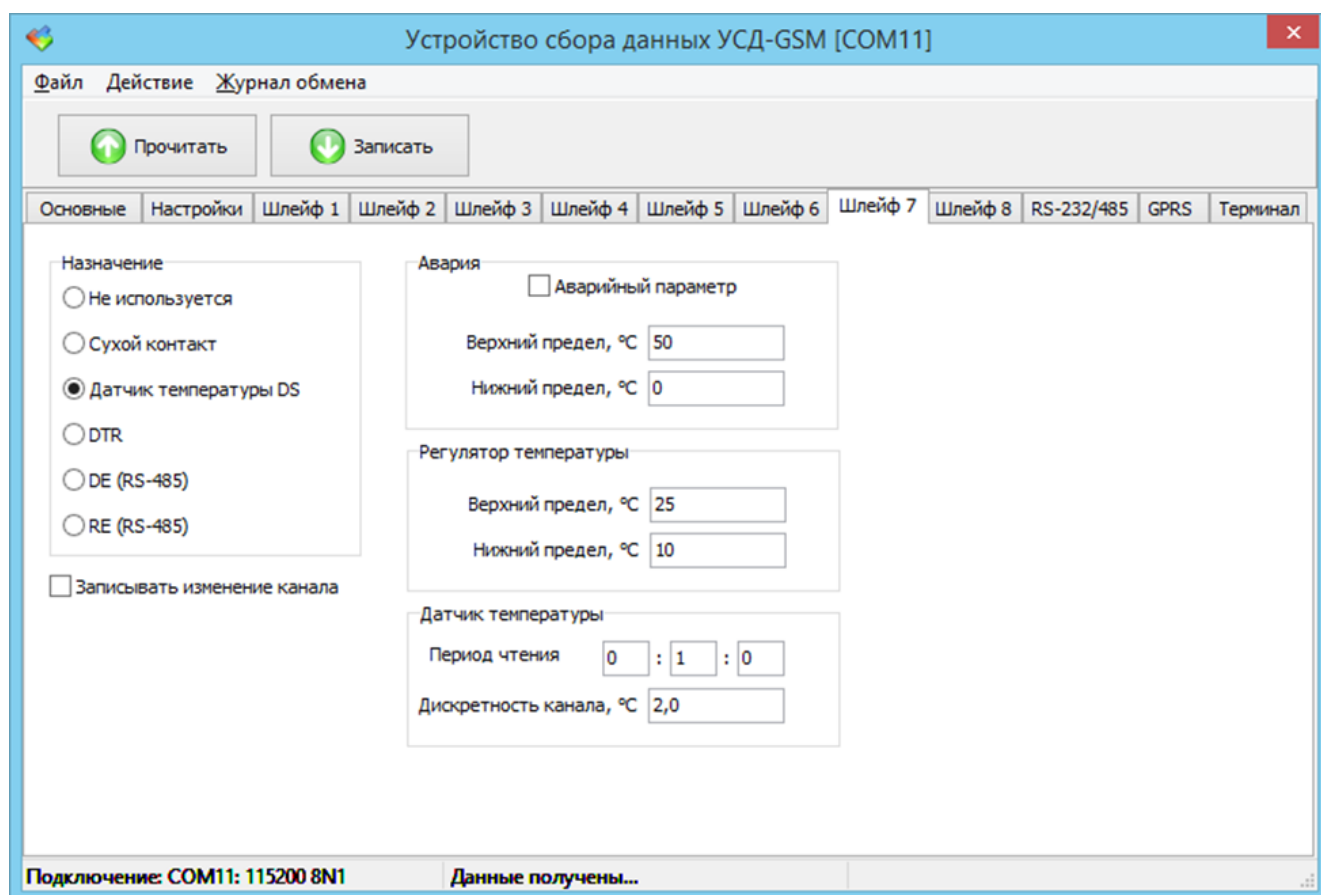 Устройство сбора данных УСД-GSM [COM11]
Файл Действие Журнал обмена
Прочитать Записать
Основные Настройки Шлейф 1 Шлейф 2 Шлейф 3 Шлейф 4 Шлейф 5 Шлейф 6 Шлейф 7 Шлейф 8 RS-232/485 GPRS Терминал
Назначение
Не используется
Сухой контакт
Датчик температуры DS
DTR
DE (RS-485)
RE (RS-485)
Записывать изменение канала
Авария
Аварийный параметр
Верхний предел, °C 50
Нижний предел, °C 0
Регулятор температуры
Верхний предел, °C 25
Нижний предел, °C 10
Датчик температуры
Период чтения 0 : 1 : 0
Дискретность канала, °C 2,0
Подключение: COM11: 115200 8N1 Данные получены...